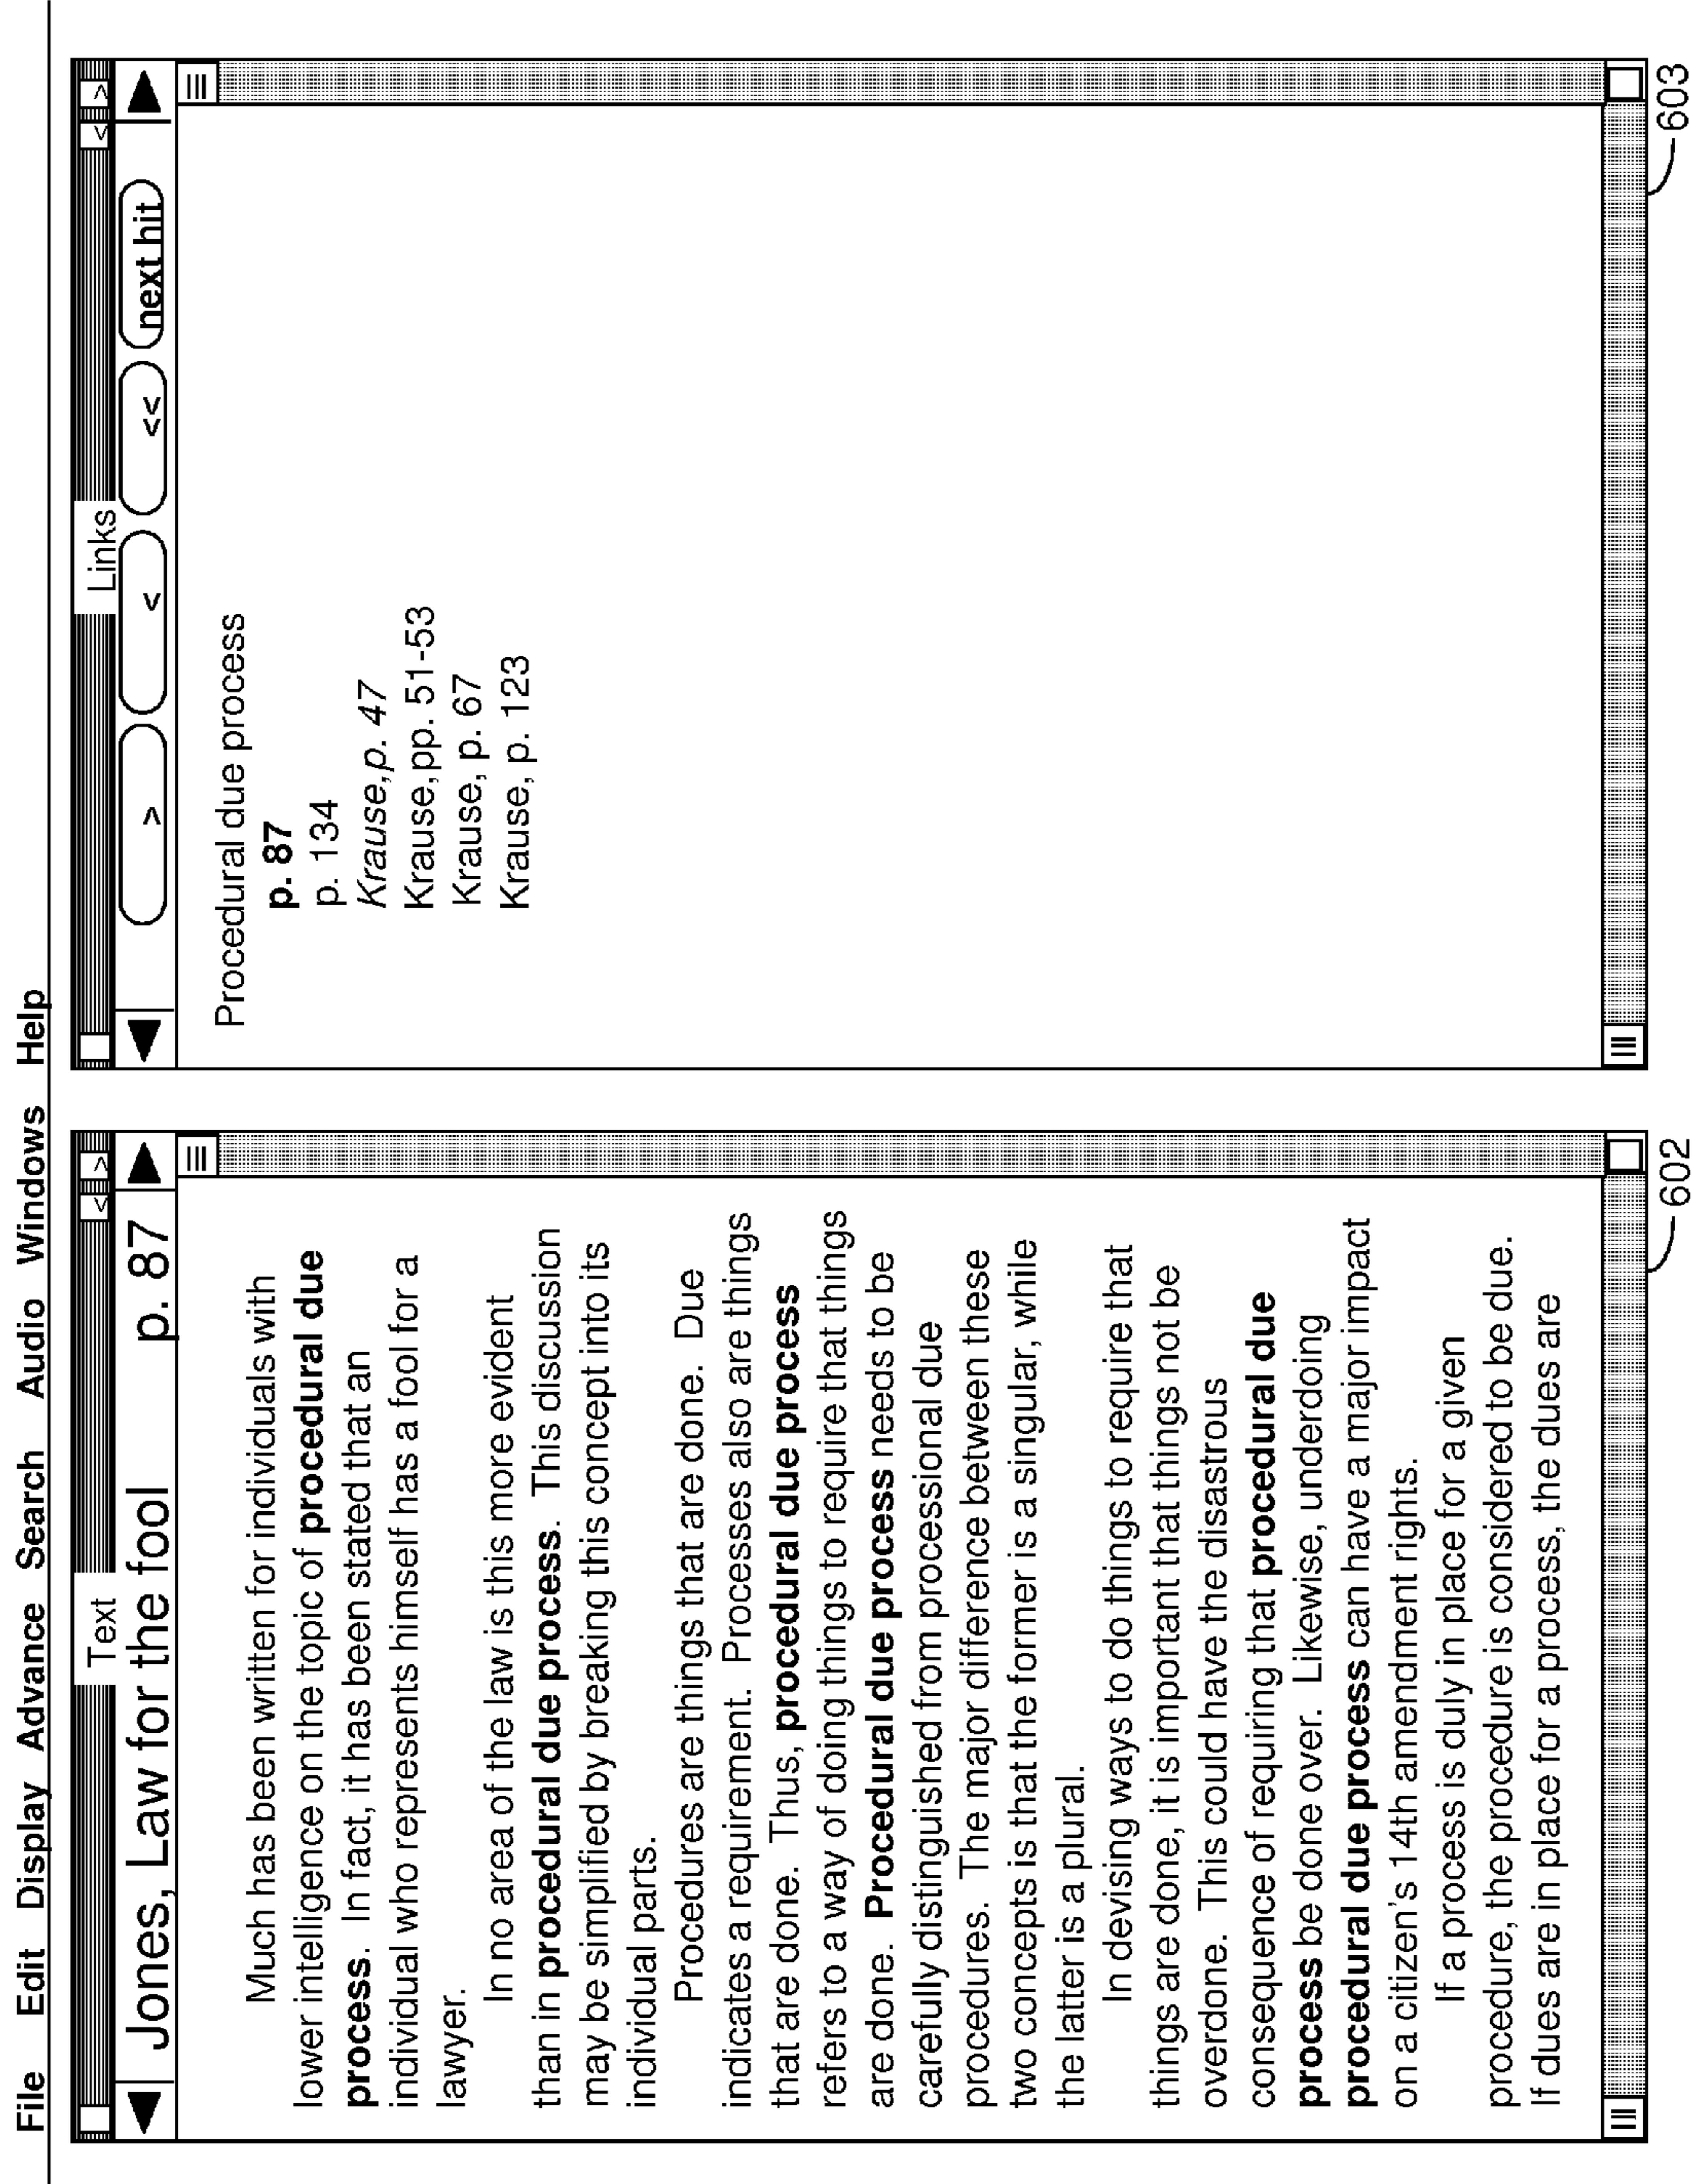 File Edit Display Advance Search Audio Windows Help
Text
< >
Jones, Law for the fool p. 87
Much has been written for individuals with
lower intelligence on the topic of procedural due
process. In fact, it has been stated that an
individual who represents himself has a fool for a
lawyer.
In no area of the law is this more evident
than in procedural due process. This discussion
may be simplified by breaking this concept into its
individual parts.
Procedures are things that are done. Due
indicates a requirement. Processes also are things
that are done. Thus, procedural due process
refers to a way of doing things to require that things
are done. Procedural due process needs to be
carefully distinguished from processional due
procedures. The major difference between these
two concepts is that the former is a singular, while
the latter is a plural.
In devising ways to do things to require that
things are done, it is important that things not be
overdone. This could have the disastrous
consequence of requiring that procedural due
process be done over. Likewise, underdoing
procedural due process can have a major impact
on a citizen's 14th amendment rights.
If a process is duly in place for a given
procedure, the procedure is considered to be due.
If dues are in place for a process, the dues are
602
Links
< >
> < << next hit
Procedural due process
p. 87
p. 134
Krause,p. 47
Krause,pp. 51-53
Krause, p. 67
Krause, p. 123
603